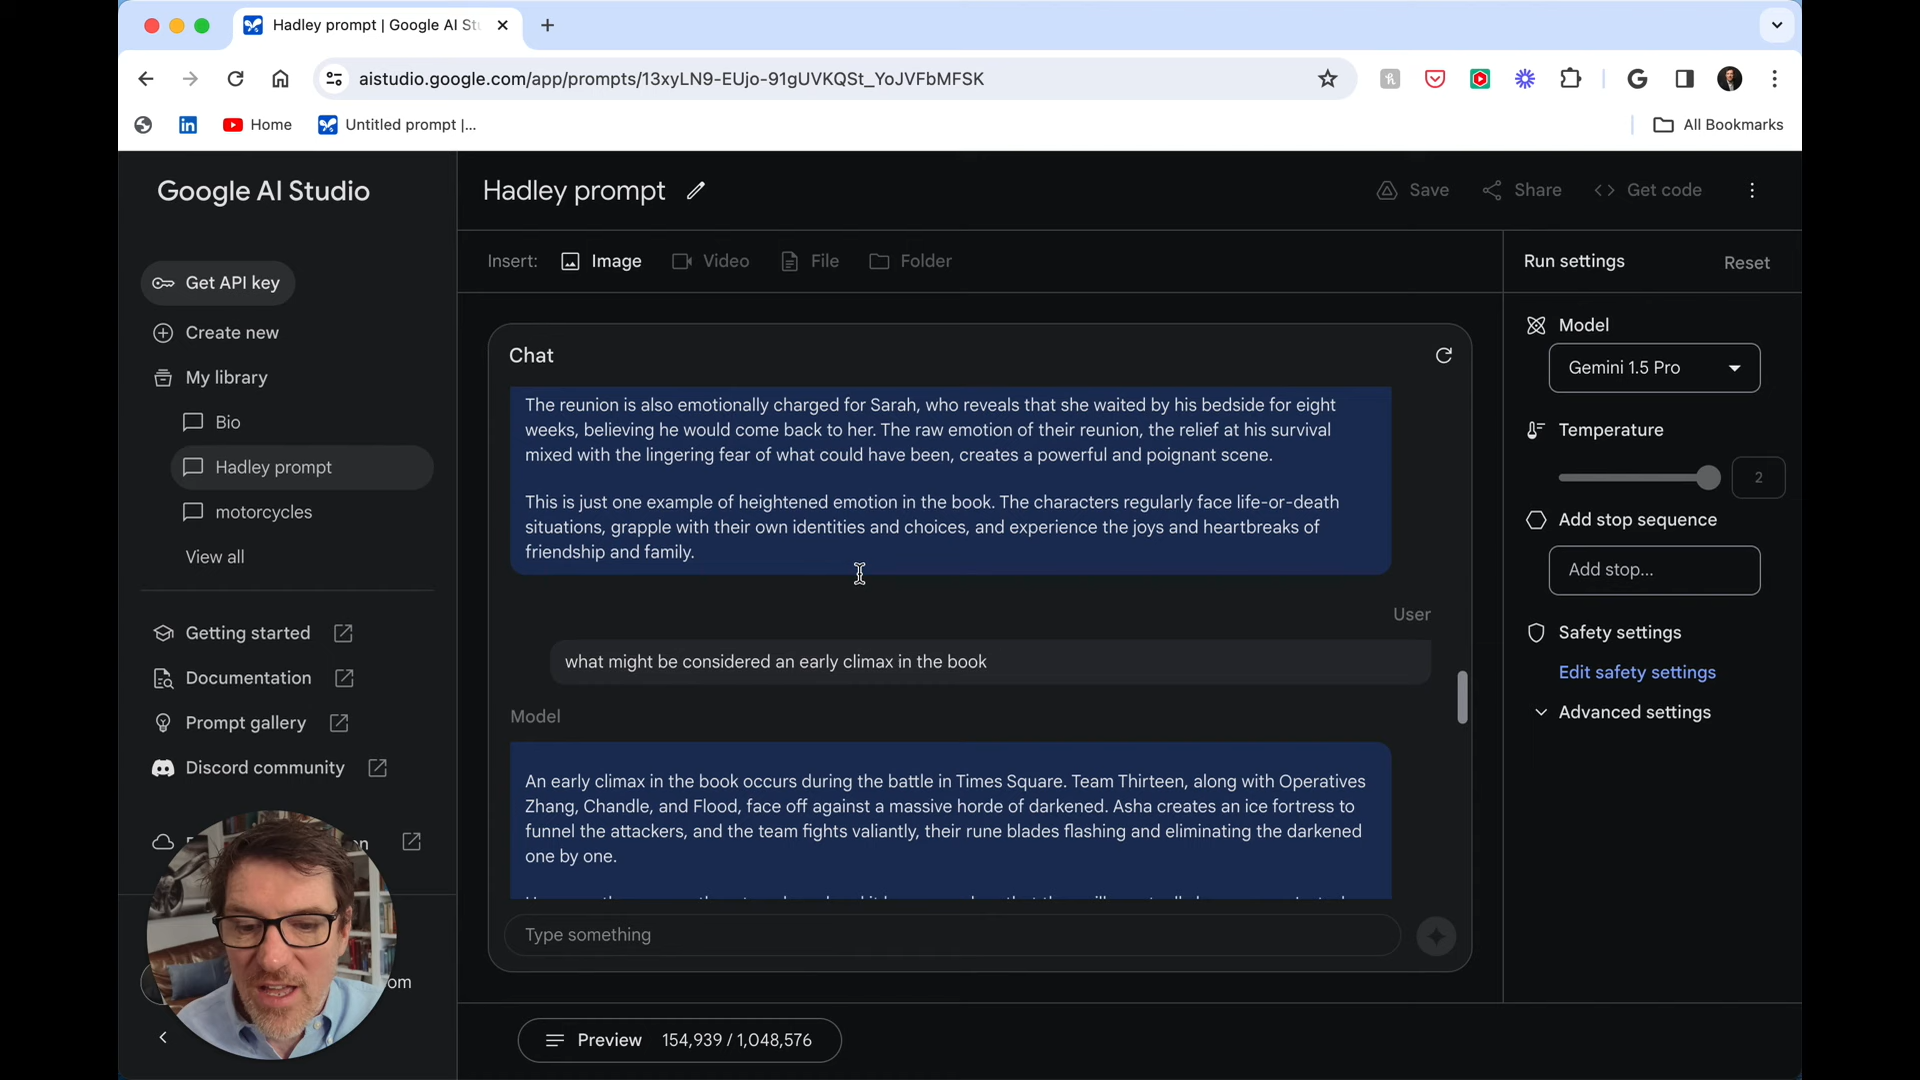 Hadley prompt | Google AI Stu
aistudio.google.com/app/prompts/13xyLN9-EUjo-91gUVKQSt_YoJVFbMFSK
Home
Untitled prompt |...
All Bookmarks
Google AI Studio
Get API key
Create new
My library
Bio
Hadley prompt
motorcycles
View all
Getting started
Documentation
Prompt gallery
Discord community
om
Hadley prompt
Save
Share
Get code
Insert:
Image
Video
File
Folder
Chat
The reunion is also emotionally charged for Sarah, who reveals that she waited by his bedside for eight
weeks, believing he would come back to her. The raw emotion of their reunion, the relief at his survival
mixed with the lingering fear of what could have been, creates a powerful and poignant scene.
This is just one example of heightened emotion in the book. The characters regularly face life-or-death
situations, grapple with their own identities and choices, and experience the joys and heartbreaks of
friendship and family.
User
what might be considered an early climax in the book
Model
An early climax in the book occurs during the battle in Times Square. Team Thirteen, along with Operatives
Zhang, Chandle, and Flood, face off against a massive horde of darkened. Asha creates an ice fortress to
funnel the attackers, and the team fights valiantly, their rune blades flashing and eliminating the darkened
one by one.
Type something
Preview 154,939 / 1,048,576
Run settings
Reset
Model
Gemini 1.5 Pro
Temperature
2
Add stop sequence
Add stop...
Safety settings
Edit safety settings
Advanced settings